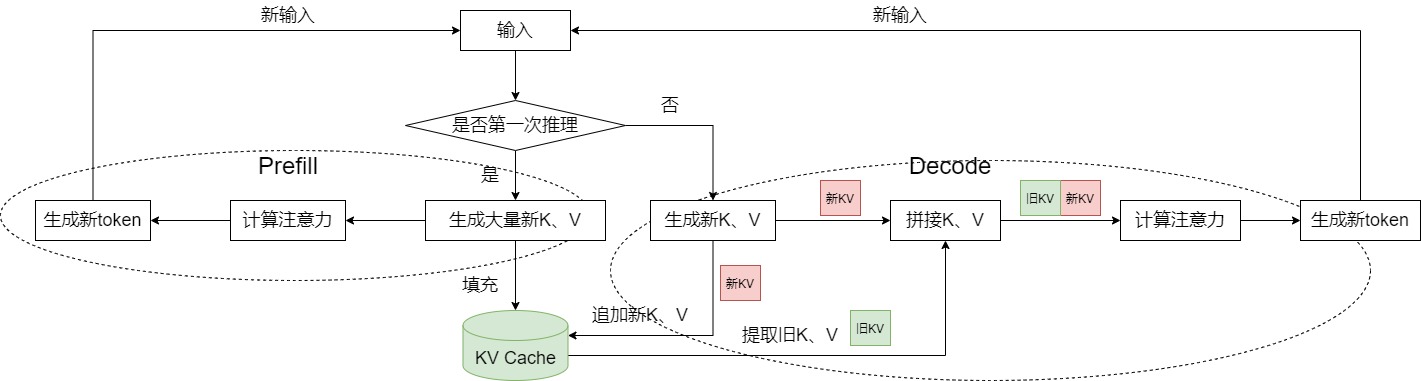 新输入
输入
新输入
是否第一次推理
否
Prefill
是
Decode
生成新token
计算注意力
生成大量新K、V
生成新K、V
新KV
拼接K、V
旧KV
新KV
计算注意力
生成新token
填充
新KV
追加新K、V
提取旧K、V
旧KV
KV Cache